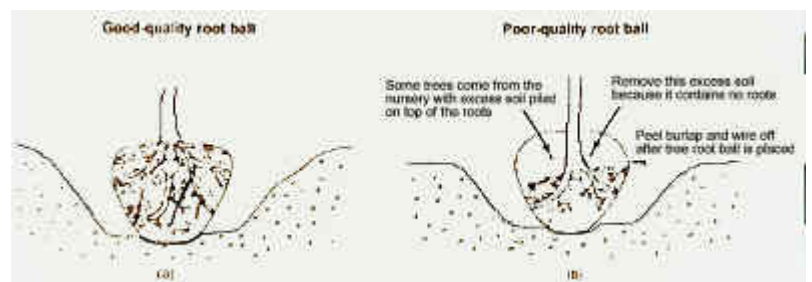 Good-quality root ball
Poor-quality root ball
Some trees come from the
nursery with excess soil piled
on top of the roots
Remove this excess soil
because it contains no roots
Peel burlap and wire off
after tree root ball is placed
(a)
(b)